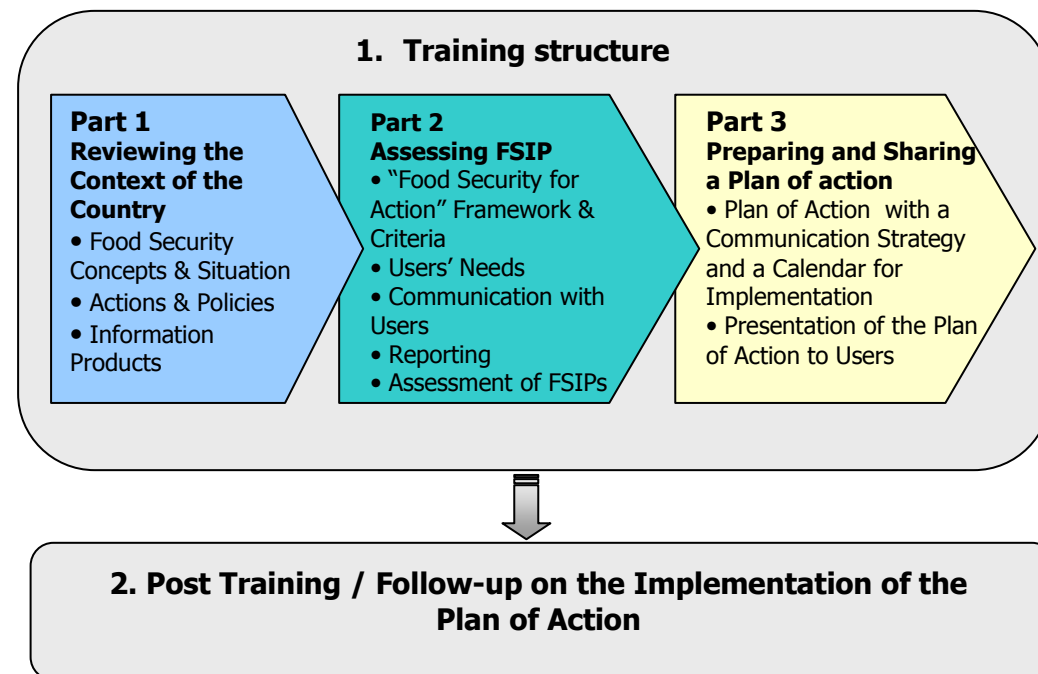 1. Training structure
Part 1
Reviewing the
Context of the
Country
• Food Security
Concepts & Situation
• Actions & Policies
• Information
Products
Part 2
Assessing FSIP
• “Food Security for
Action” Framework &
Criteria
• Users’ Needs
• Communication with
Users
• Reporting
• Assessment of FSIPs
Part 3
Preparing and Sharing
a Plan of action
• Plan of Action with a
Communication Strategy
and a Calendar for
Implementation
• Presentation of the Plan
of Action to Users
2. Post Training / Follow-up on the Implementation of the
Plan of Action